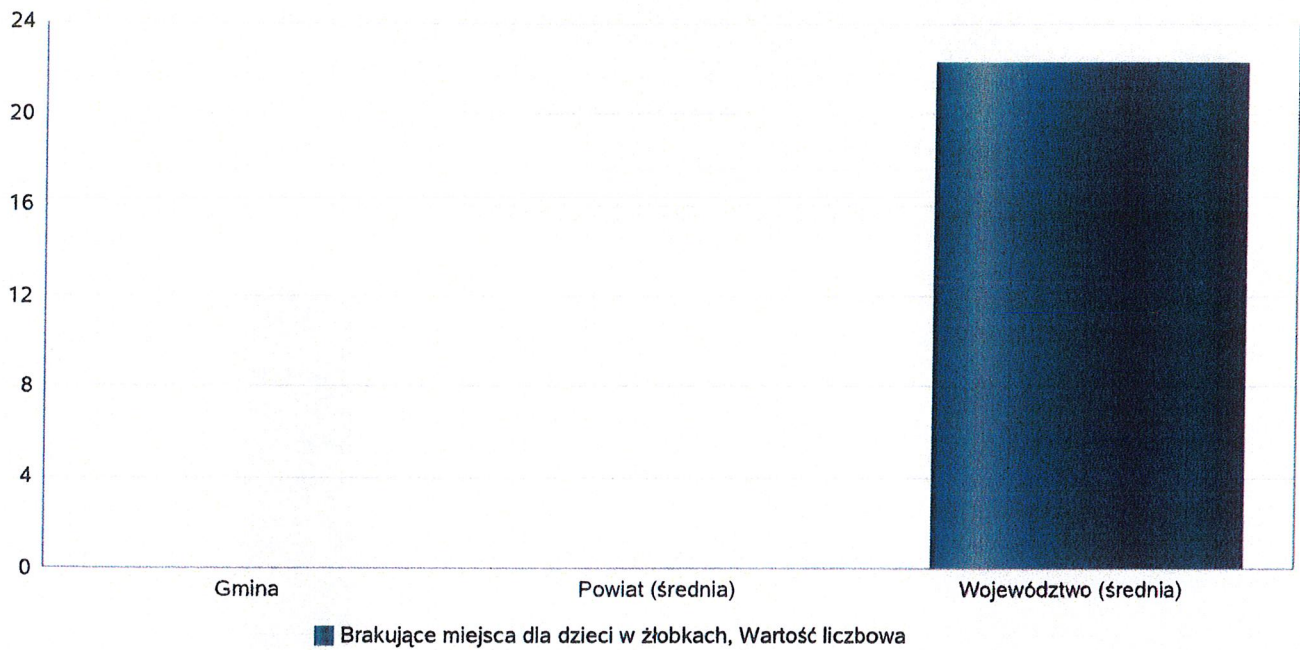 24
20
16
12
8
4
0
Gmina
Powiat (średnia)
Województwo (średnia)
Brakujące miejsca dla dzieci w żłobkach, Wartość liczbowa